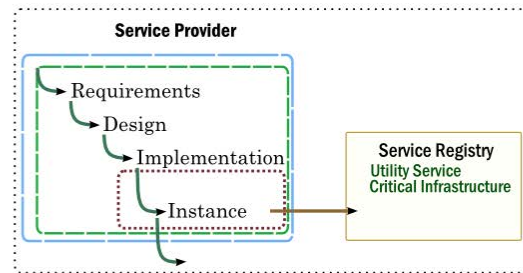 Service Provider
Requirements
Design
Implementation
Instance
Service Registry
Utility Service
Critical Infrastructure